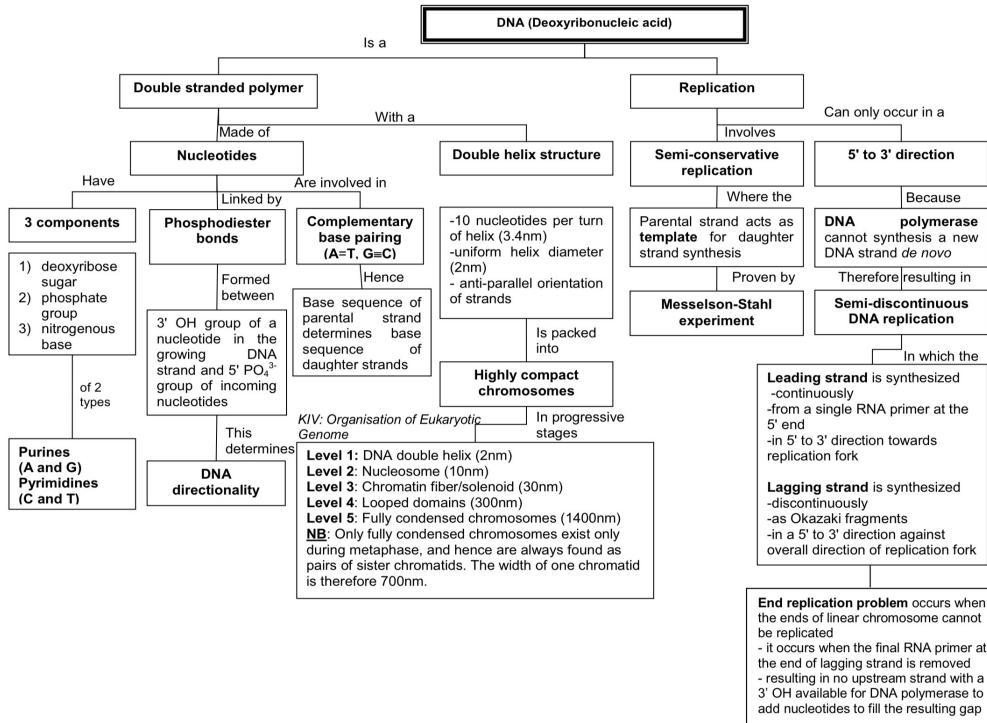 DNA (Deoxyribonucleic acid)
Is a
Double stranded polymer
Replication
With a
Made of
Can only occur in a
Involves
Nucleotides
Double helix structure
Semi-conservative
replication
5' to 3' direction
Have
Linked by
Are involved in
Where the
Because
3 components
Phosphodiester
bonds
Complementary
base pairing
(A=T, G≡C)
-10 nucleotides per turn
of helix (3.4nm)
-uniform helix diameter
(2nm)
- anti-parallel orientation
of strands
Parental strand acts as
template for daughter
strand synthesis
DNA polymerase
cannot synthesis a new
DNA strand de novo
1) deoxyribose
sugar
2) phosphate
group
3) nitrogenous
base
Formed
between
Hence
Proven by
Therefore resulting in
3' OH group of a
nucleotide in the
growing DNA
strand and 5' PO₄³⁻
group of incoming
nucleotides
Base sequence of
parental strand
determines base
sequence of
daughter strands
Messelson-Stahl
experiment
Semi-discontinuous
DNA replication
Is packed
into
In which the
of 2
types
Highly compact
chromosomes
Leading strand is synthesized
-continuously
-from a single RNA primer at the
5' end
-in 5' to 3' direction towards
replication fork
Lagging strand is synthesized
-discontinuously
-as Okazaki fragments
-in a 5' to 3' direction against
overall direction of replication fork
This
determines
KIV: Organisation of Eukaryotic
Genome
In progressive
stages
Purines
(A and G)
Pyrimidines
(C and T)
DNA
directionality
Level 1: DNA double helix (2nm)
Level 2: Nucleosome (10nm)
Level 3: Chromatin fiber/solenoid (30nm)
Level 4: Looped domains (300nm)
Level 5: Fully condensed chromosomes (1400nm)
NB: Only fully condensed chromosomes exist only
during metaphase, and hence are always found as
pairs of sister chromatids. The width of one chromatid
is therefore 700nm.
End replication problem occurs when
the ends of linear chromosome cannot
be replicated
- it occurs when the final RNA primer at
the end of lagging strand is removed
- resulting in no upstream strand with a
3' OH available for DNA polymerase to
add nucleotides to fill the resulting gap